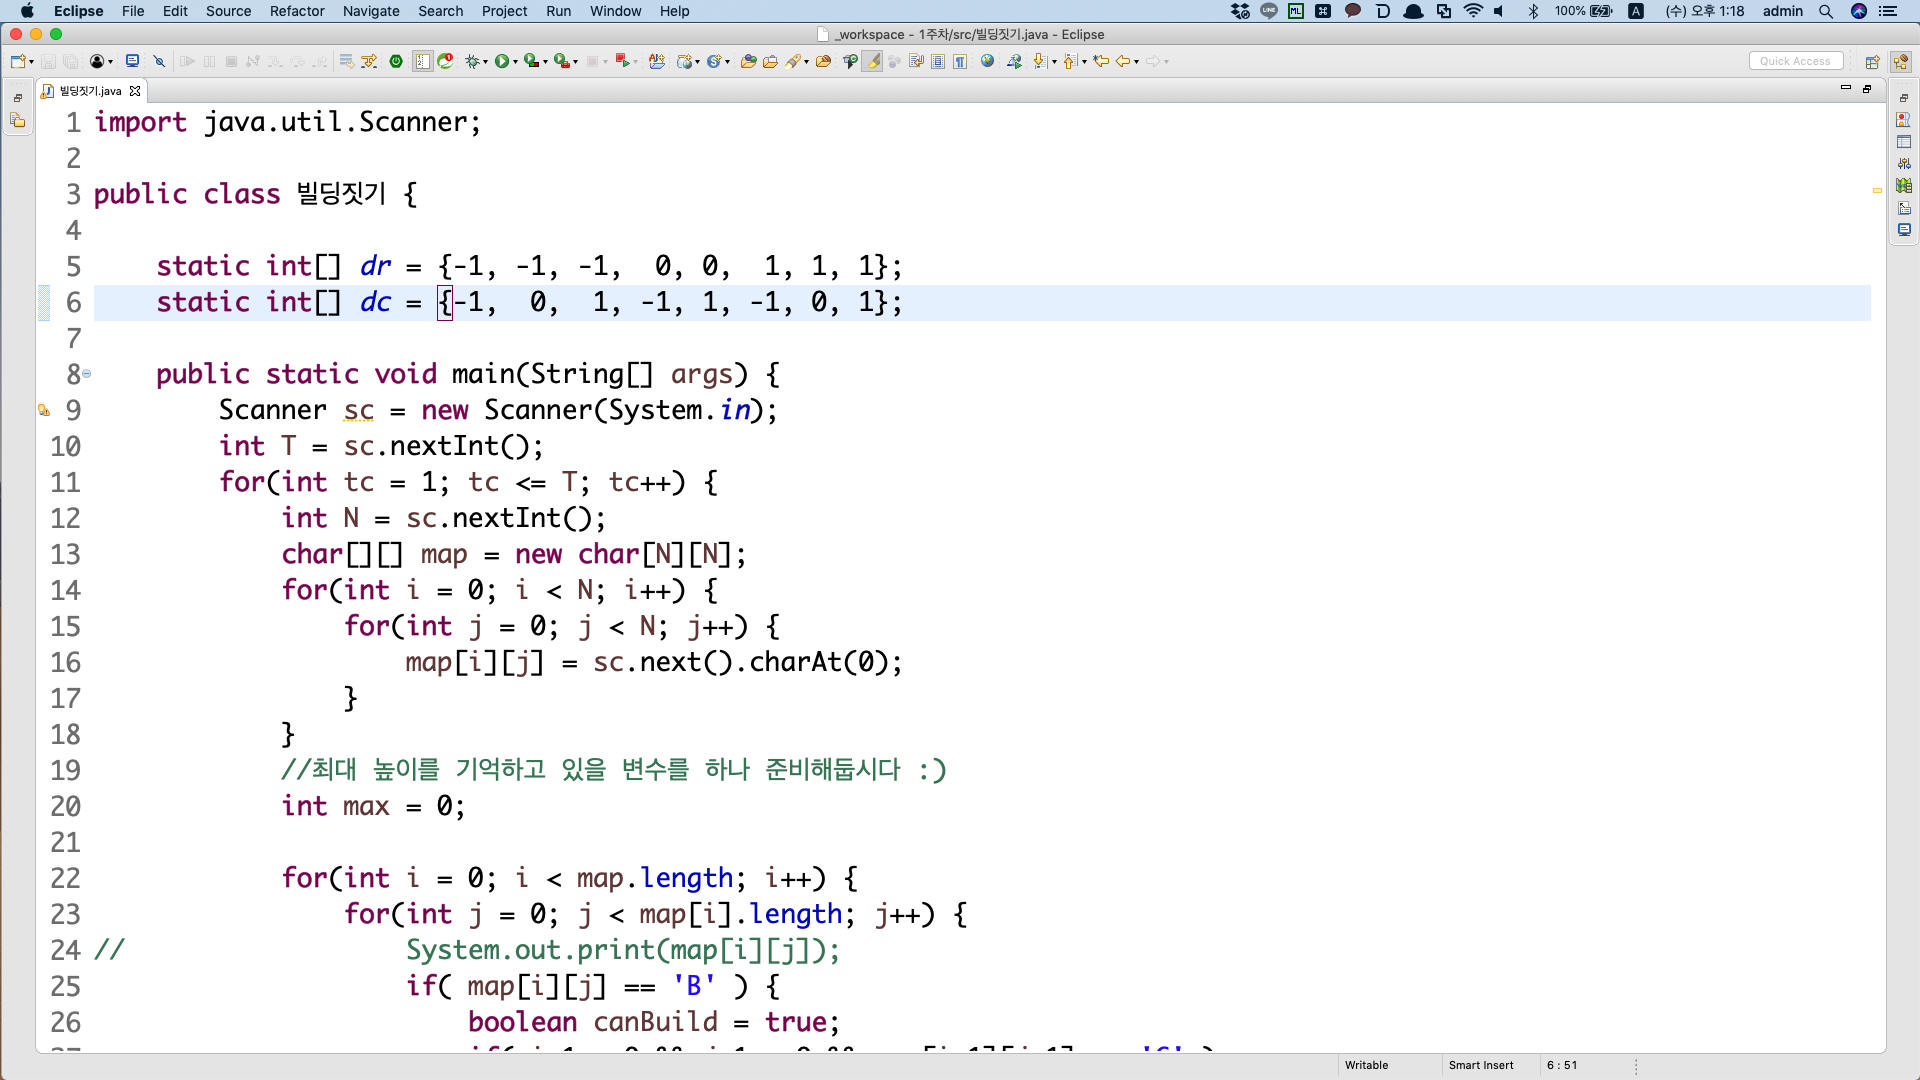 Eclipse File Edit Source Refactor Navigate Search Project Run Window Help 100% A (수) 오후 1:18 admin
_workspace - 1주차/src/빌딩짓기.java - Eclipse
Quick Access
빌딩짓기.java
1 import java.util.Scanner;
2
3 public class 빌딩짓기 {
4
5 static int[] dr = {-1, -1, -1, 0, 0, 1, 1, 1};
6 static int[] dc = {-1, 0, 1, -1, 1, -1, 0, 1};
7
8 public static void main(String[] args) {
9 Scanner sc = new Scanner(System.in);
10 int T = sc.nextInt();
11 for(int tc = 1; tc <= T; tc++) {
12 int N = sc.nextInt();
13 char[][] map = new char[N][N];
14 for(int i = 0; i < N; i++) {
15 for(int j = 0; j < N; j++) {
16 map[i][j] = sc.next().charAt(0);
17 }
18 }
19 //최대 높이를 기억하고 있을 변수를 하나 준비해둡시다 :)
20 int max = 0;
21
22 for(int i = 0; i < map.length; i++) {
23 for(int j = 0; j < map[i].length; j++) {
24 // System.out.print(map[i][j]);
25 if( map[i][j] == 'B' ) {
26 boolean canBuild = true;
Writable Smart Insert 6 : 51